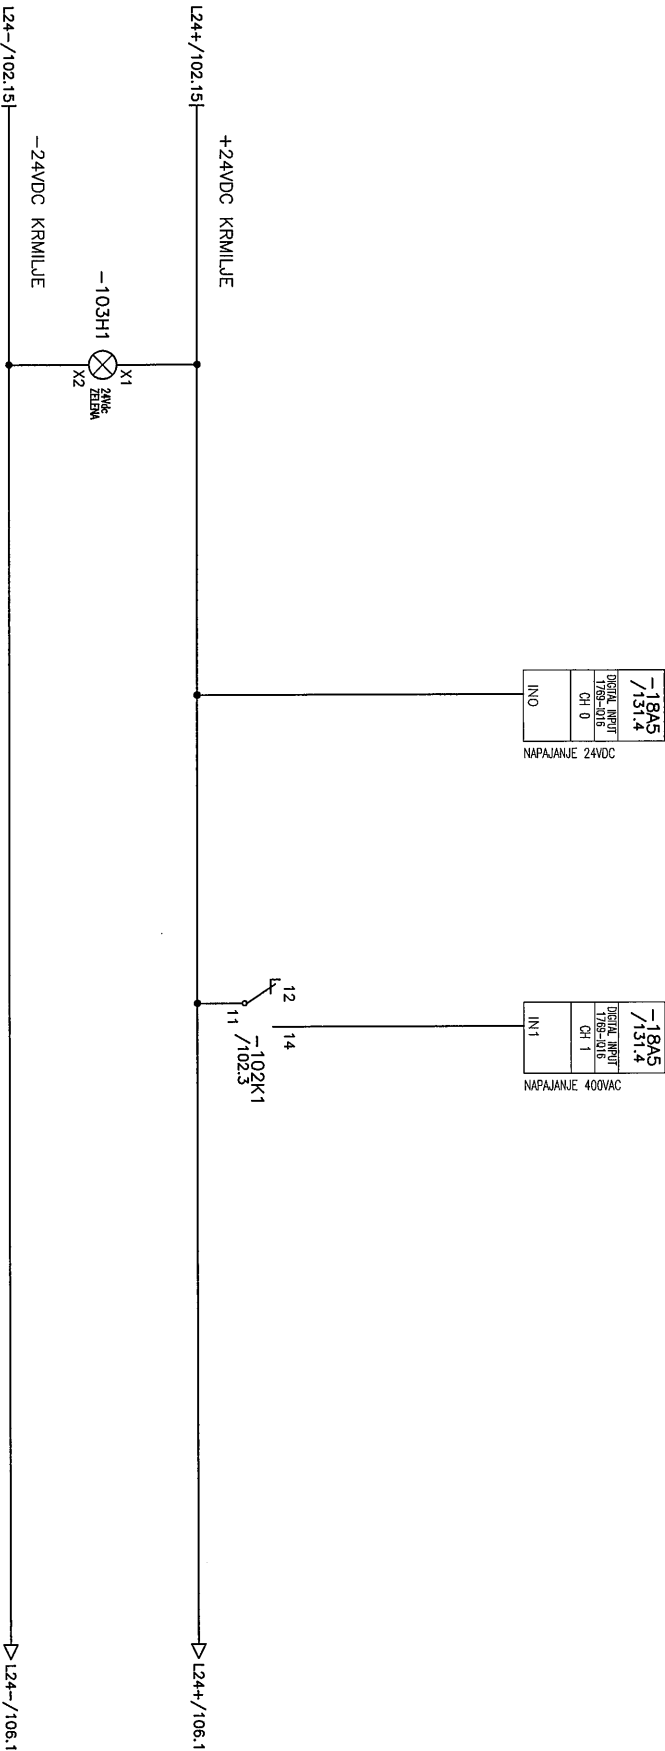 -18A5
/131.4
DIGITAL INPUT
1769-IQ16
CH 0
IN0
NAPAJANJE 24VDC
-18A5
/131.4
DIGITAL INPUT
1769-IQ16
CH 1
IN1
NAPAJANJE 400VAC
12
14
11
-102K1
/102.3
L24+/102.15
+24VDC KRMILJE
L24+/106.1
-103H1
X1
X2
24Vdc
ZELENA
L24-/102.15
-24VDC KRMILJE
L24-/106.1